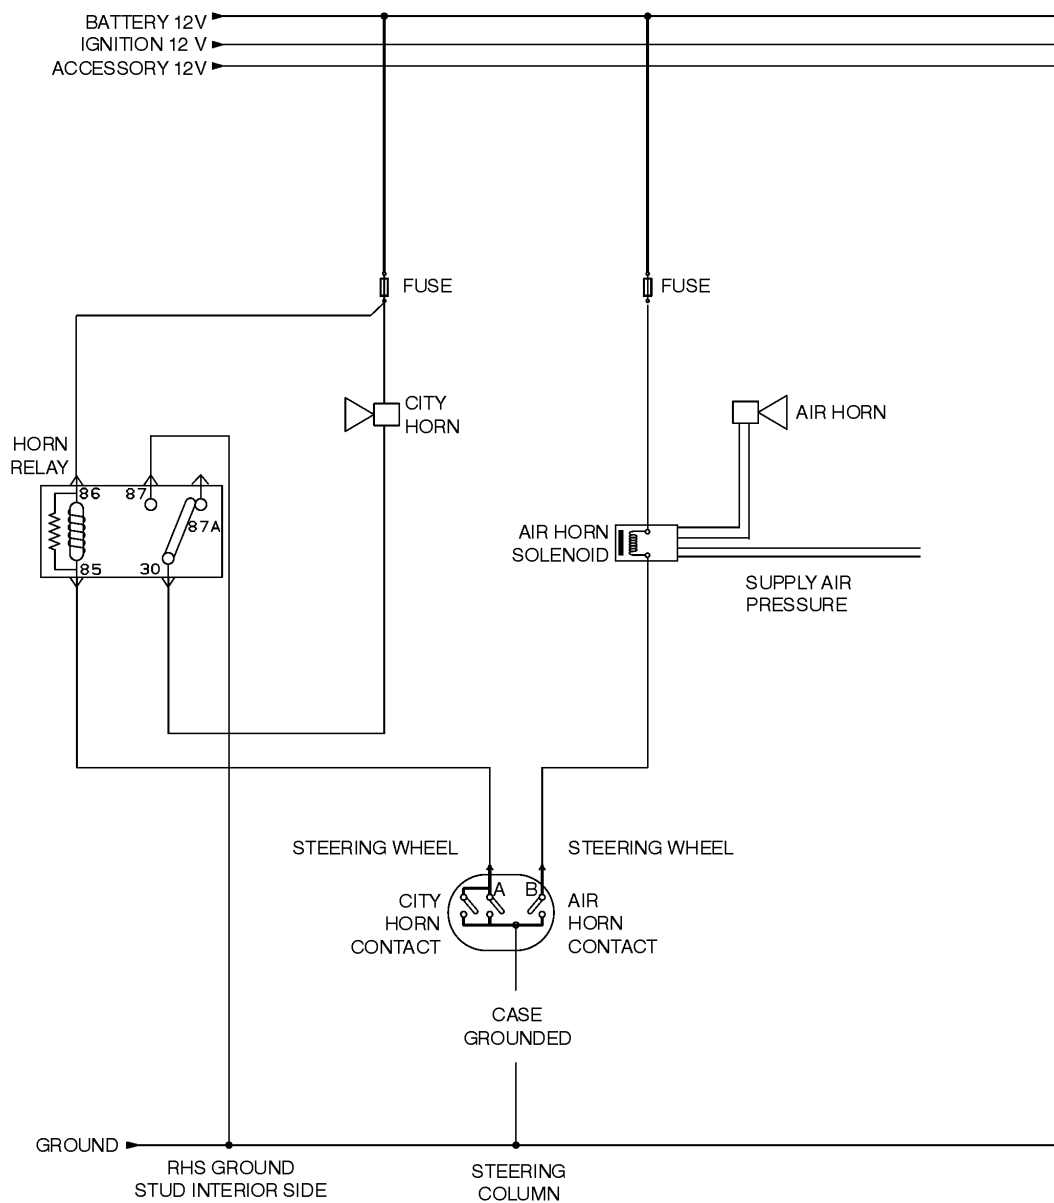 BATTERY 12V
IGNITION 12 V
ACCESSORY 12V
FUSE
FUSE
CITY
HORN
AIR HORN
HORN
RELAY
86
87
87A
85
30
AIR HORN
SOLENOID
SUPPLY AIR
PRESSURE
STEERING WHEEL
STEERING WHEEL
A
B
CITY
HORN
CONTACT
AIR
HORN
CONTACT
CASE
GROUNDED
GROUND
RHS GROUND
STUD INTERIOR SIDE
STEERING
COLUMN